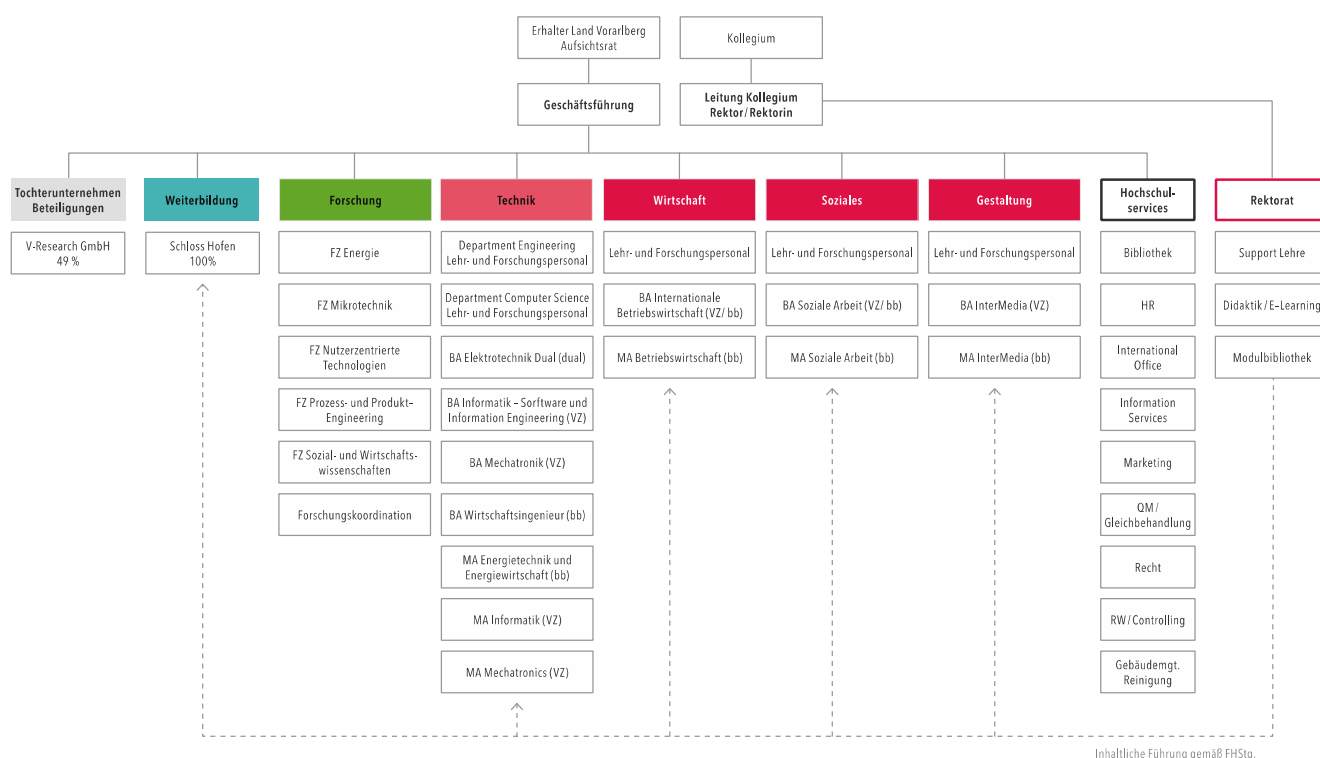 Erhalter Land Vorarlberg
Aufsichtsrat
Kollegium
Geschäftsführung
Leitung Kollegium
Rektor/Rektorin
Tochterunternehmen
Beteiligungen
V-Research GmbH
49 %
Weiterbildung
Schloss Hofen
100%
Forschung
FZ Energie
FZ Mikrotechnik
FZ Nutzerzentrierte
Technologien
FZ Prozess- und Produkt–
Engineering
FZ Sozial- und Wirtschafts-
wissenschaften
Forschungskoordination
Technik
Department Engineering
Lehr- und Forschungspersonal
Department Computer Science
Lehr- und Forschungspersonal
BA Elektrotechnik Dual (dual)
BA Informatik – Sorftware und
Information Engineering (VZ)
BA Mechatronik (VZ)
BA Wirtschaftsingenieur (bb)
MA Energietechnik und
Energiewirtschaft (bb)
MA Informatik (VZ)
MA Mechatronics (VZ)
Wirtschaft
Lehr- und Forschungspersonal
BA Internationale
Betriebswirtschaft (VZ/ bb)
MA Betriebswirtschaft (bb)
Soziales
Lehr- und Forschungspersonal
BA Soziale Arbeit (VZ/ bb)
MA Soziale Arbeit (bb)
Gestaltung
Lehr- und Forschungspersonal
BA InterMedia (VZ)
MA InterMedia (bb)
Hochschul-
services
Bibliothek
HR
International
Office
Information
Services
Marketing
QM /
Gleichbehandlung
Recht
RW / Controlling
Gebäudemgt.
Reinigung
Rektorat
Support Lehre
Didaktik / E–Learning
Modulbibliothek
Inhaltliche Führung gemäß FHStg.